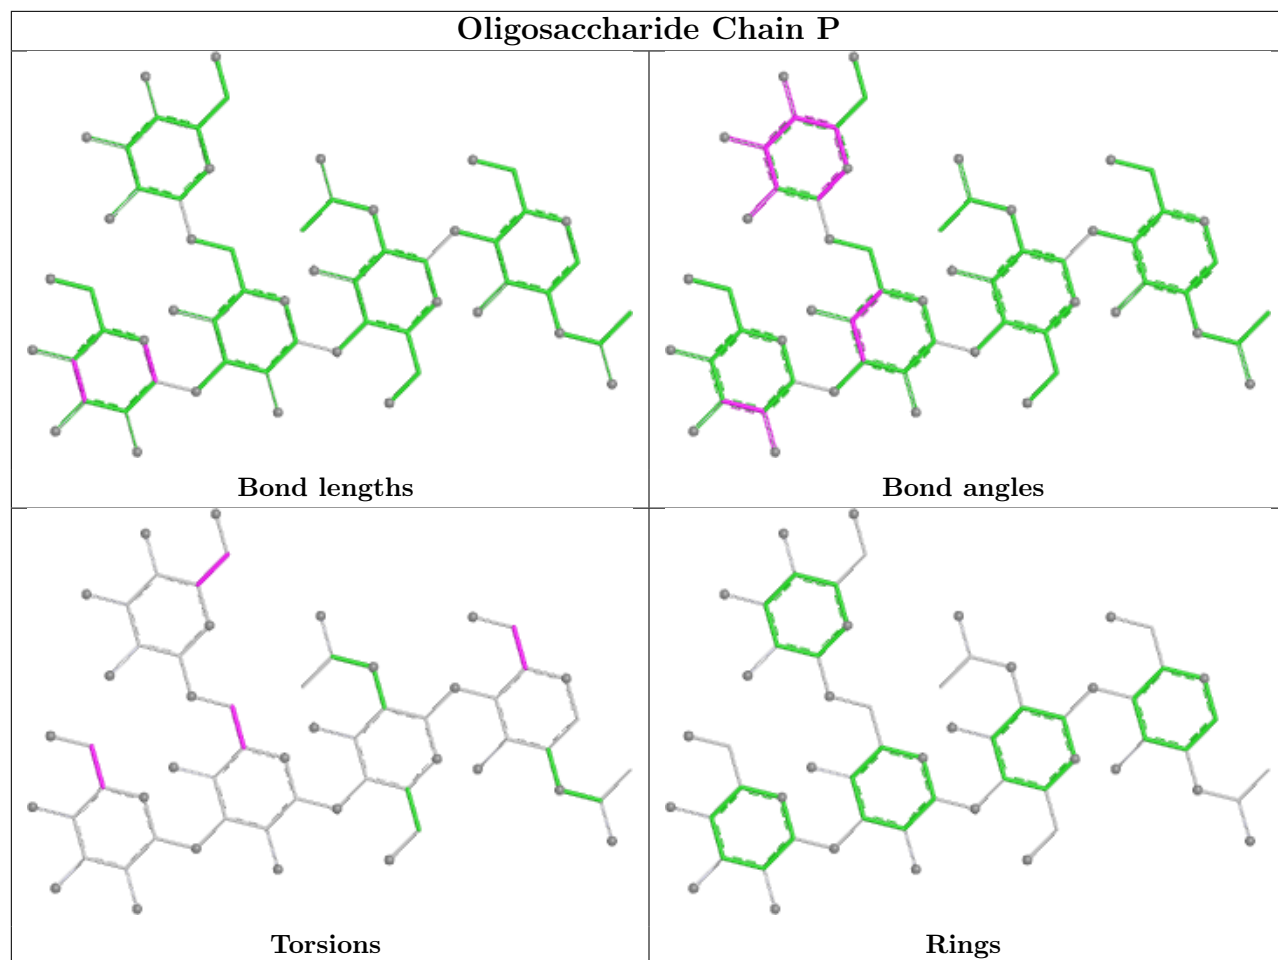 Oligosaccharide Chain P
Bond lengths
Bond angles
Torsions
Rings